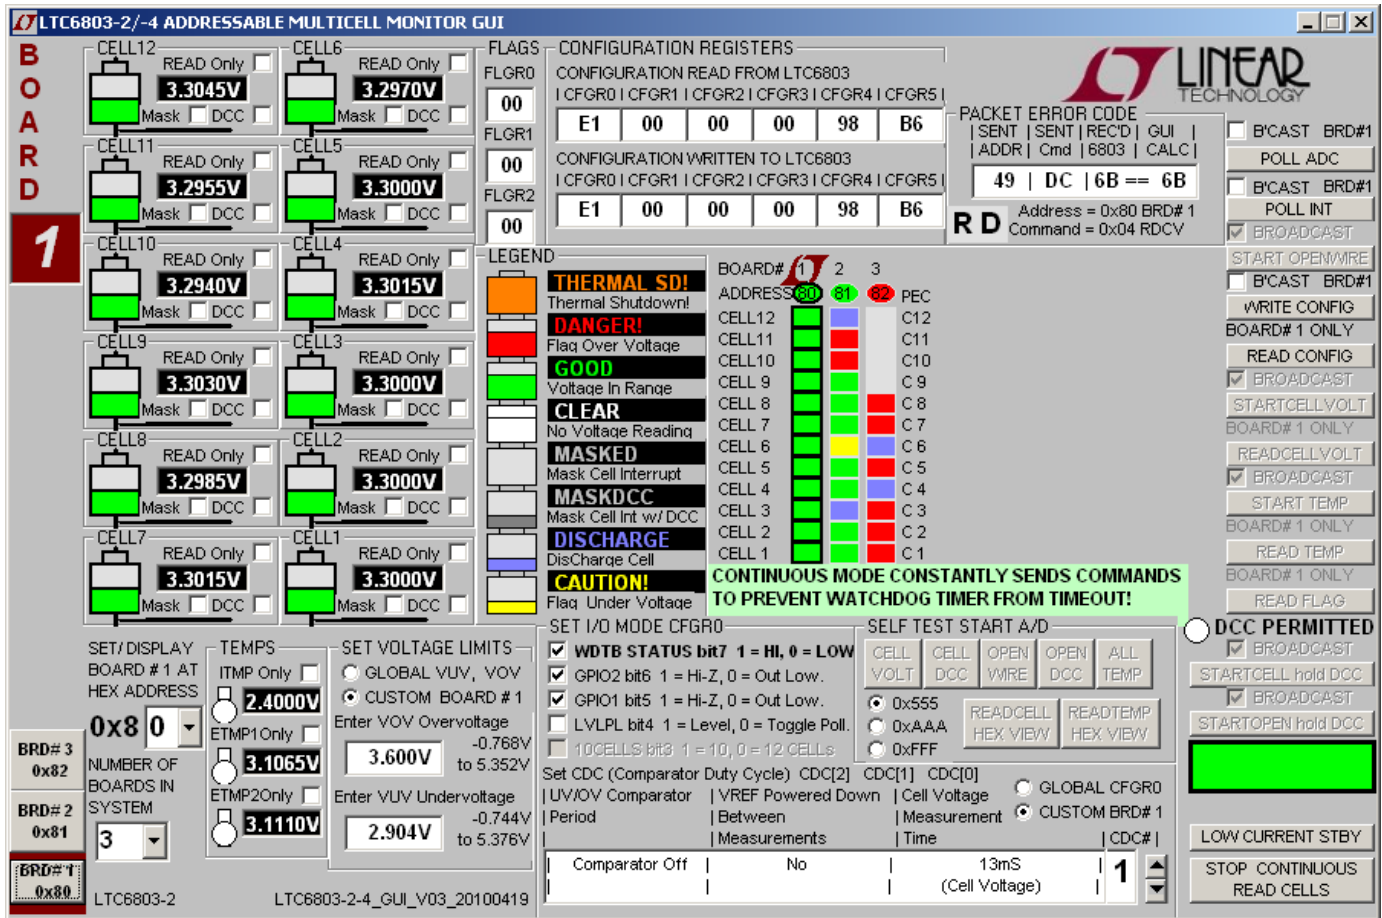 LTC6803-2/-4 ADDRESSABLE MULTICELL MONITOR GUI
BOARD
1
CELL12
READ Only
3.3045V
Mask DCC
CELL6
READ Only
3.2970V
Mask DCC
CELL11
READ Only
3.2955V
Mask DCC
CELL5
READ Only
3.3000V
Mask DCC
CELL10
READ Only
3.2940V
Mask DCC
CELL4
READ Only
3.3015V
Mask DCC
CELL9
READ Only
3.3030V
Mask DCC
CELL3
READ Only
3.3000V
Mask DCC
CELL8
READ Only
3.2985V
Mask DCC
CELL2
READ Only
3.3000V
Mask DCC
CELL7
READ Only
3.3015V
Mask DCC
CELL1
READ Only
3.3000V
Mask DCC
FLAGS
FLGR0
00
FLGR1
00
FLGR2
00
CONFIGURATION REGISTERS
CONFIGURATION READ FROM LTC6803
| CFGR0 | CFGR1 | CFGR2 | CFGR3 | CFGR4 | CFGR5 |
E1 00 00 00 98 B6
CONFIGURATION WRITTEN TO LTC6803
| CFGR0 | CFGR1 | CFGR2 | CFGR3 | CFGR4 | CFGR5 |
E1 00 00 00 98 B6
LINEAR
TECHNOLOGY
PACKET ERROR CODE
| SENT | SENT | REC'D | GUI |
| ADDR | Cmd | 6803 | CALC |
49 | DC | 6B == 6B
R D
Address = 0x80 BRD# 1
Command = 0x04 RDCV
B'CAST BRD#1
POLL ADC
B'CAST BRD#1
POLL INT
BROADCAST
START OPENWIRE
B'CAST BRD#1
WRITE CONFIG
BOARD# 1 ONLY
READ CONFIG
BROADCAST
STARTCELLVOLT
BOARD# 1 ONLY
READCELLVOLT
BROADCAST
START TEMP
BOARD# 1 ONLY
READ TEMP
BOARD# 1 ONLY
READ FLAG
DCC PERMITTED
BROADCAST
STARTCELL hold DCC
BROADCAST
STARTOPEN hold DCC
LOW CURRENT STBY
STOP CONTINUOUS
READ CELLS
LEGEND
THERMAL SD!
Thermal Shutdown!
DANGER!
Flag Over Voltage
GOOD
Voltage In Range
CLEAR
No Voltage Reading
MASKED
Mask Cell Interrupt
MASKDCC
Mask Cell Int w/ DCC
DISCHARGE
DisCharge Cell
CAUTION!
Flag Under Voltage
BOARD# 1 2 3
ADDRESS 80 81 82 PEC
CELL12 C12
CELL11 C11
CELL10 C10
CELL 9 C 9
CELL 8 C 8
CELL 7 C 7
CELL 6 C 6
CELL 5 C 5
CELL 4 C 4
CELL 3 C 3
CELL 2 C 2
CELL 1 C 1
CONTINUOUS MODE CONSTANTLY SENDS COMMANDS
TO PREVENT WATCHDOG TIMER FROM TIMEOUT!
SET/ DISPLAY
BOARD # 1 AT
HEX ADDRESS
0x8 0
NUMBER OF
BOARDS IN
SYSTEM
3
BRD# 3
0x82
BRD# 2
0x81
BRD# 1
0x80
LTC6803-2
LTC6803-2-4_GUI_V03_20100419
TEMPS
ITMP Only
2.4000V
ETMP1Only
3.1065V
ETMP2Only
3.1110V
SET VOLTAGE LIMITS
GLOBAL VUV, VOV
CUSTOM BOARD # 1
Enter VOV Overvoltage
3.600V
-0.768V
to 5.352V
Enter VUV Undervoltage
2.904V
-0.744V
to 5.376V
SET I/O MODE CFGR0
WDTB STATUS bit7 1 = HI, 0 = LOW
GPIO2 bit6 1 = Hi-Z, 0 = Out Low.
GPIO1 bit5 1 = Hi-Z, 0 = Out Low.
LVLPL bit4 1 = Level, 0 = Toggle Poll.
10CELLS bit3 1 = 10, 0 = 12 CELLs
SELF TEST START A/D
CELL VOLT
CELL DCC
OPEN WIRE
OPEN DCC
ALL TEMP
0x555
0xAAA
0xFFF
READCELL HEX VIEW
READTEMP HEX VIEW
Set CDC (Comparator Duty Cycle) CDC[2] CDC[1] CDC[0]
| UV/OV Comparator | VREF Powered Down | Cell Voltage
| Period | Between | Measurement
| | Measurements | Time | CDC# |
GLOBAL CFGR0
CUSTOM BRD# 1
| Comparator Off | No | 13mS |
| | | (Cell Voltage) |
1